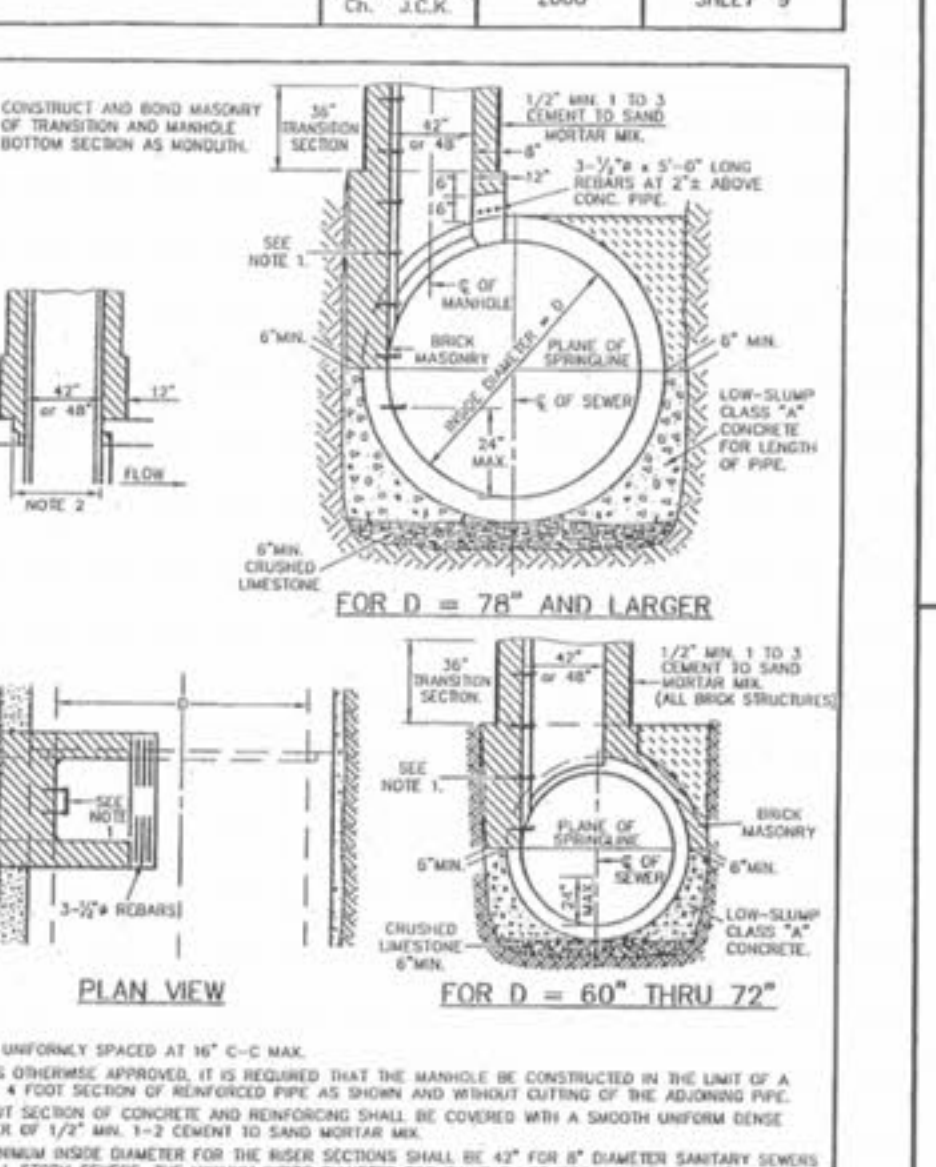 Ch. J.C.K.
2000
SHEET 9
CONSTRUCT AND BOND MASONRY
OF TRANSITION AND MANHOLE
BOTTOM SECTION AS MONOLITH.
36"
TRANSITION
SECTION
42"
or 48"
1/2" MIN. 1 TO 3
CEMENT TO SAND
MORTAR MIX.
8"
12"
6"
6"
3-1/2"ø x 5'-0" LONG
REBARS AT 2"± ABOVE
CONC. PIPE.
SEE
NOTE 1.
℄ OF
MANHOLE
6"MIN.
BRICK
MASONRY
INSIDE DIAMETER = D
PLANE OF
SPRINGLINE
6" MIN.
℄ OF SEWER
24"
MAX.
LOW-SLUMP
CLASS "A"
CONCRETE
FOR LENGTH
OF PIPE.
42"
or 48"
12"
FLOW
NOTE 2
6"MIN.
CRUSHED
LIMESTONE
FOR D = 78" AND LARGER
36"
TRANSITION
SECTION.
42"
or 48"
1/2" MIN. 1 TO 3
CEMENT TO SAND
MORTAR MIX.
(ALL BRICK STRUCTURES)
SEE
NOTE 1.
PLANE OF
SPRINGLINE
BRICK
MASONRY
6"MIN.
℄ OF
SEWER
6"MIN.
24"
MAX.
LOW-SLUMP
CLASS "A"
CONCRETE.
CRUSHED
LIMESTONE
6"MIN.
FOR D = 60" THRU 72"
D
SEE
NOTE
1
3-1/2"ø REBARS
PLAN VIEW
UNIFORMLY SPACED AT 16" C-C MAX.
S OTHERWISE APPROVED, IT IS REQUIRED THAT THE MANHOLE BE CONSTRUCTED IN THE LIMIT OF A
4 FOOT SECTION OF REINFORCED PIPE AS SHOWN AND WITHOUT CUTTING OF THE ADJOINING PIPE.
UT SECTION OF CONCRETE AND REINFORCING SHALL BE COVERED WITH A SMOOTH UNIFORM DENSE
ER OF 1/2" MIN. 1-2 CEMENT TO SAND MORTAR MIX.
NIMUM INSIDE DIAMETER FOR THE RISER SECTIONS SHALL BE 42" FOR 8" DIAMETER SANITARY SEWERS